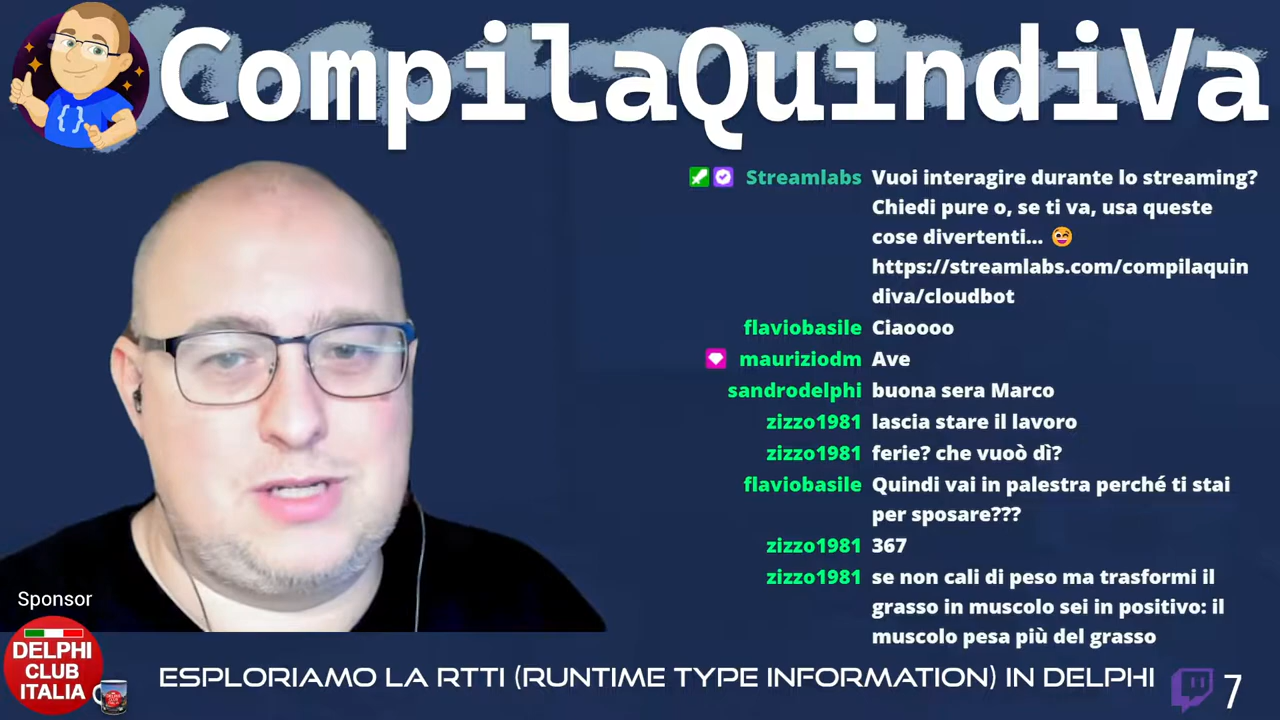 CompilaQuindiVa
{ }
Streamlabs Vuoi interagire durante lo streaming?
Chiedi pure o, se ti va, usa queste
cose divertenti... 😄
https://streamlabs.com/compilaquin
diva/cloudbot
flaviobasile Ciaoooo
mauriziodm Ave
sandrodelphi buona sera Marco
zizzo1981 lascia stare il lavoro
zizzo1981 ferie? che vuoò dì?
flaviobasile Quindi vai in palestra perché ti stai
per sposare???
zizzo1981 367
zizzo1981 se non cali di peso ma trasformi il
grasso in muscolo sei in positivo: il
muscolo pesa più del grasso
Sponsor
DELPHI
CLUB
ITALIA
ESPLORIAMO LA RTTI (RUNTIME TYPE INFORMATION) IN DELPHI
7